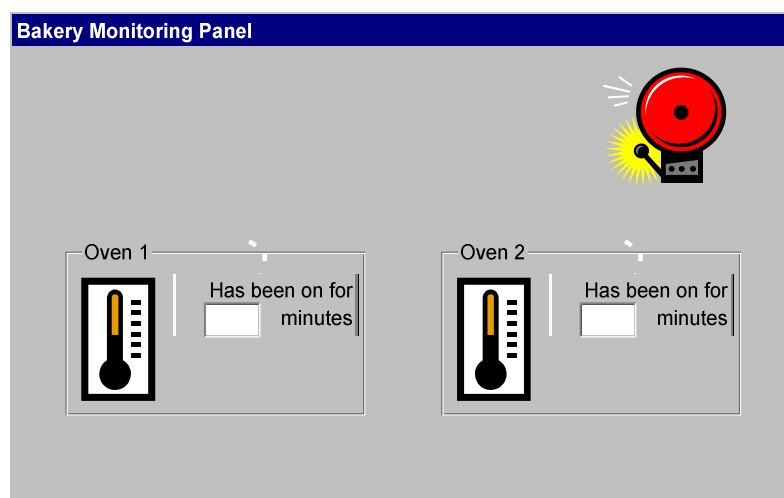 Bakery Monitoring Panel
Oven 1
Has been on for
minutes
Oven 2
Has been on for
minutes